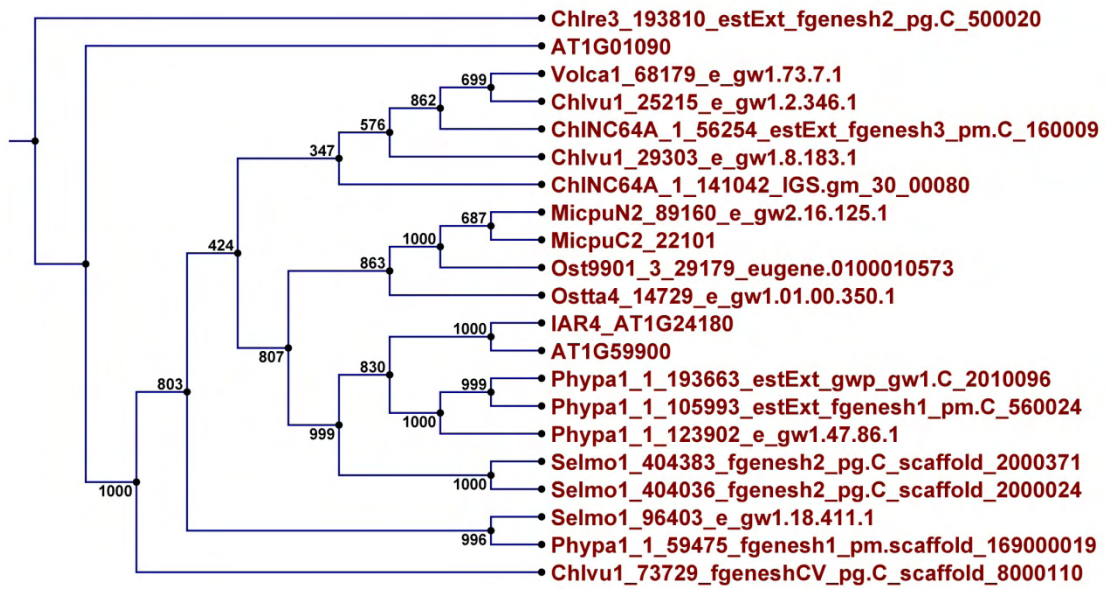 Chlre3_193810_estExt_fgenesh2_pg.C_500020
AT1G01090
Volca1_68179_e_gw1.73.7.1
699
Chlvu1_25215_e_gw1.2.346.1
862
ChlNC64A_1_56254_estExt_fgenesh3_pm.C_160009
576
Chlvu1_29303_e_gw1.8.183.1
347
ChlNC64A_1_141042_IGS.gm_30_00080
MicpuN2_89160_e_gw2.16.125.1
687
MicpuC2_22101
424
1000
Ost9901_3_29179_eugene.0100010573
863
Ostta4_14729_e_gw1.01.00.350.1
IAR4_AT1G24180
1000
AT1G59900
807
830
Phypa1_1_193663_estExt_gwp_gw1.C_2010096
999
803
Phypa1_1_105993_estExt_fgenesh1_pm.C_560024
1000
Phypa1_1_123902_e_gw1.47.86.1
999
Selmo1_404383_fgenesh2_pg.C_scaffold_2000371
1000
Selmo1_404036_fgenesh2_pg.C_scaffold_2000024
1000
Selmo1_96403_e_gw1.18.411.1
996
Phypa1_1_59475_fgenesh1_pm.scaffold_169000019
Chlvu1_73729_fgeneshCV_pg.C_scaffold_8000110